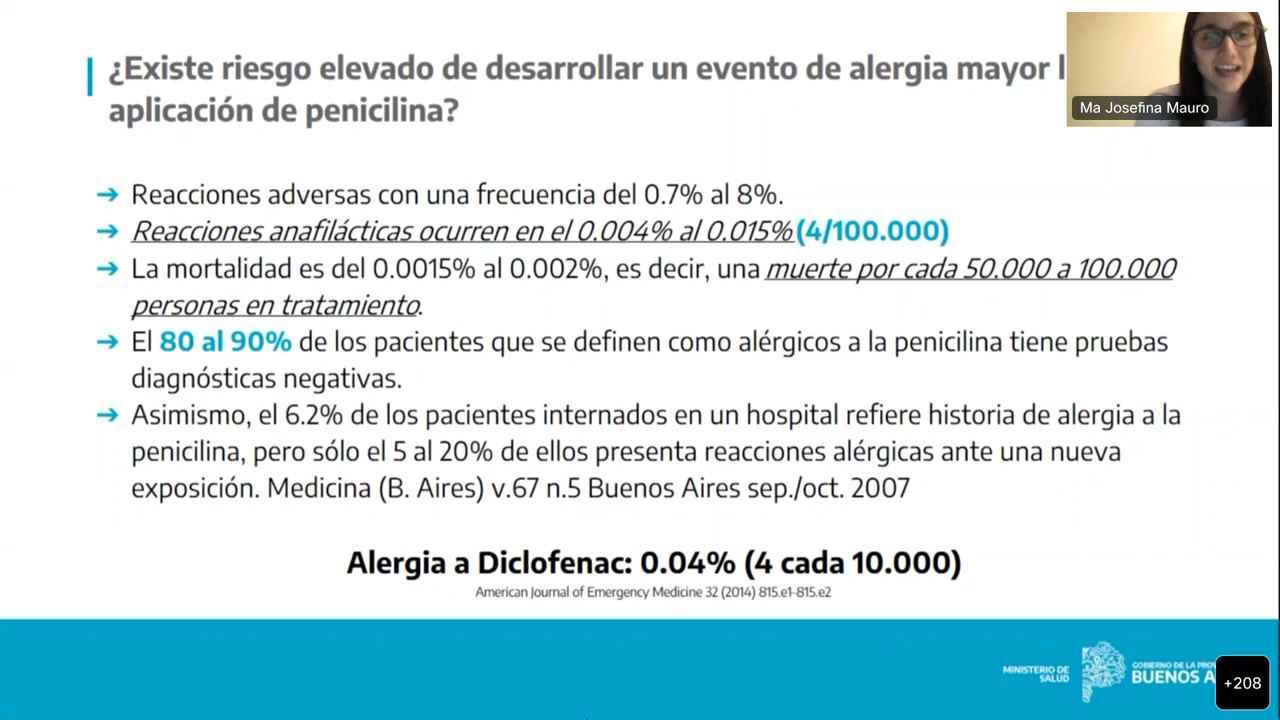 ¿Existe riesgo elevado de desarrollar un evento de alergia mayor l
aplicación de penicilina?
Ma Josefina Mauro
➔ Reacciones adversas con una frecuencia del 0.7% al 8%.
➔ Reacciones anafilácticas ocurren en el 0.004% al 0.015% (4/100.000)
➔ La mortalidad es del 0.0015% al 0.002%, es decir, una muerte por cada 50.000 a 100.000
personas en tratamiento.
➔ El 80 al 90% de los pacientes que se definen como alérgicos a la penicilina tiene pruebas
diagnósticas negativas.
➔ Asimismo, el 6.2% de los pacientes internados en un hospital refiere historia de alergia a la
penicilina, pero sólo el 5 al 20% de ellos presenta reacciones alérgicas ante una nueva
exposición. Medicina (B. Aires) v.67 n.5 Buenos Aires sep./oct. 2007
Alergia a Diclofenac: 0.04% (4 cada 10.000)
American Journal of Emergency Medicine 32 (2014) 815.e1-815.e2
MINISTERIO DE
SALUD
GOBIERNO DE LA PRO
BUENOS A
+208